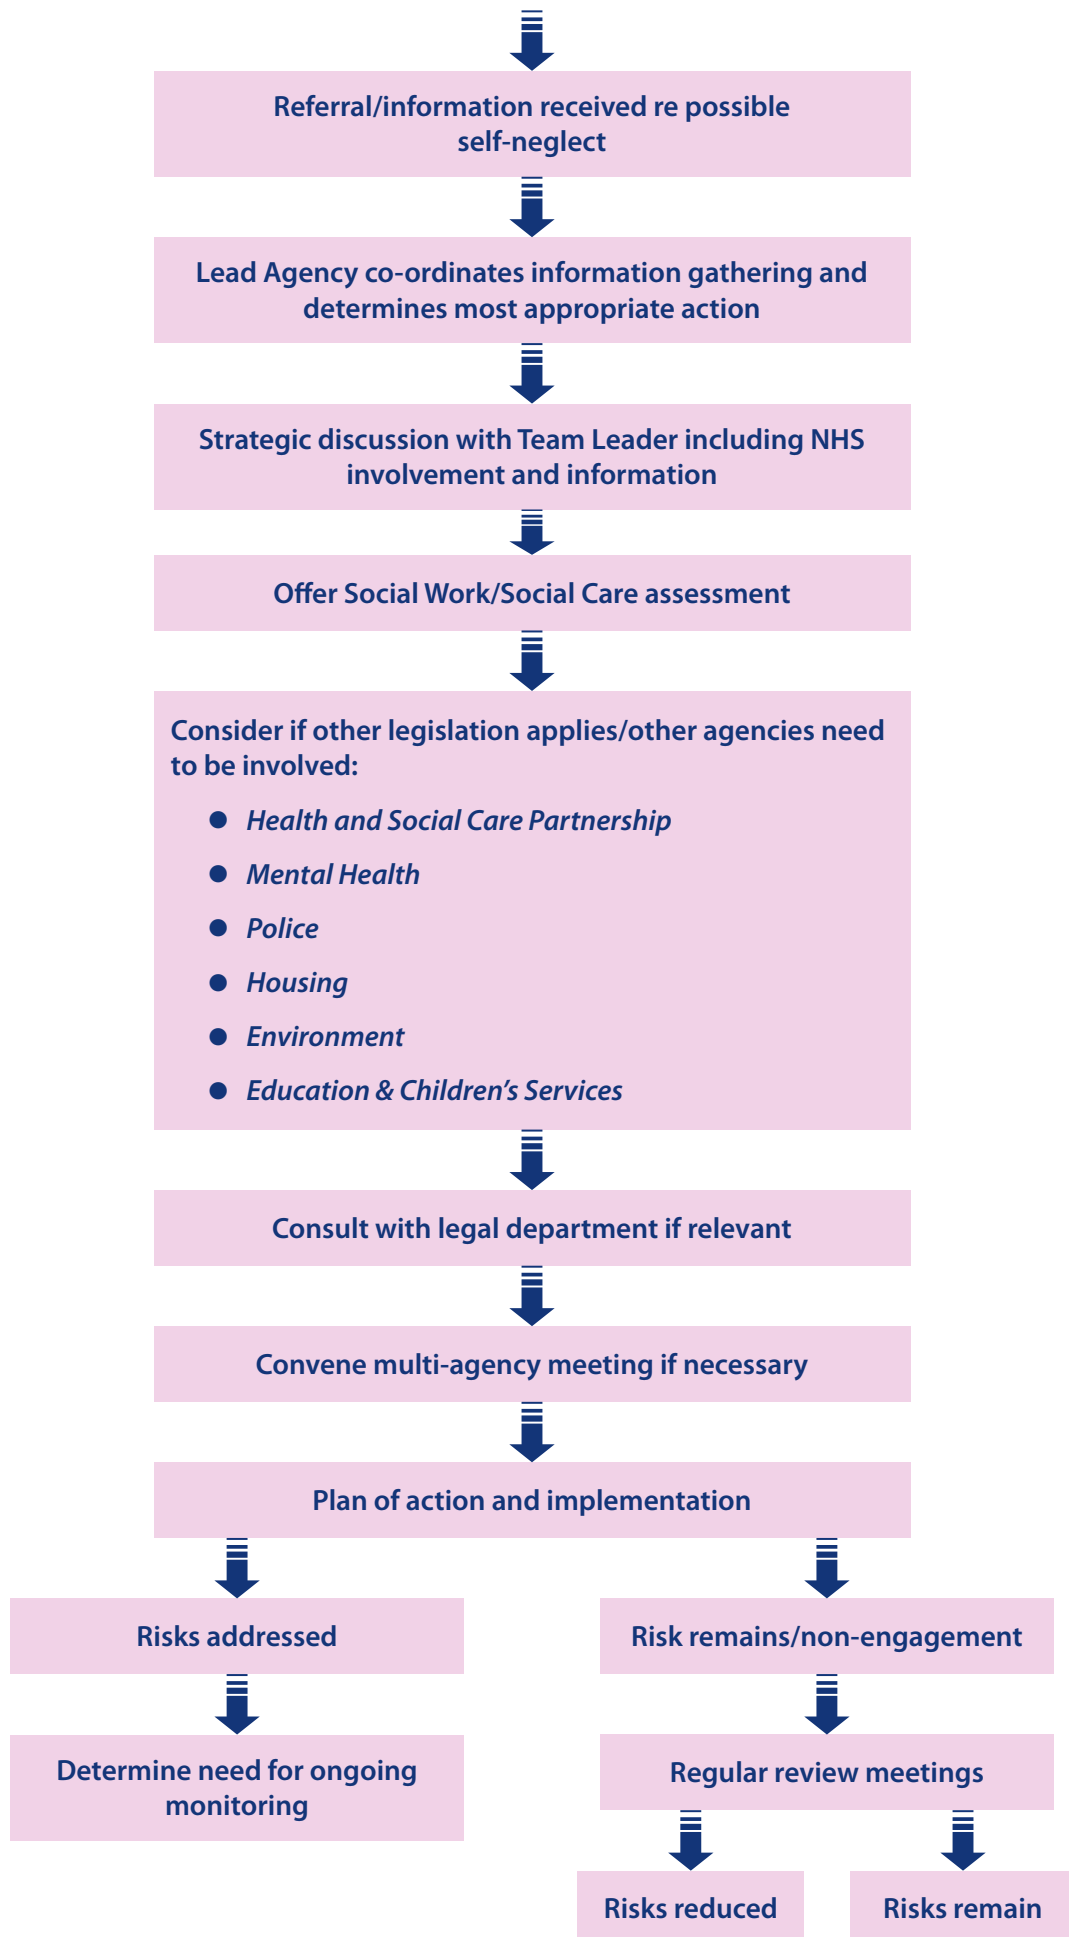 Referral/information received re possible
self-neglect
Lead Agency co-ordinates information gathering and
determines most appropriate action
Strategic discussion with Team Leader including NHS
involvement and information
Offer Social Work/Social Care assessment
Consider if other legislation applies/other agencies need
to be involved:
● Health and Social Care Partnership
● Mental Health
● Police
● Housing
● Environment
● Education & Children’s Services
Consult with legal department if relevant
Convene multi-agency meeting if necessary
Plan of action and implementation
Risks addressed
Risk remains/non-engagement
Determine need for ongoing
monitoring
Regular review meetings
Risks reduced
Risks remain